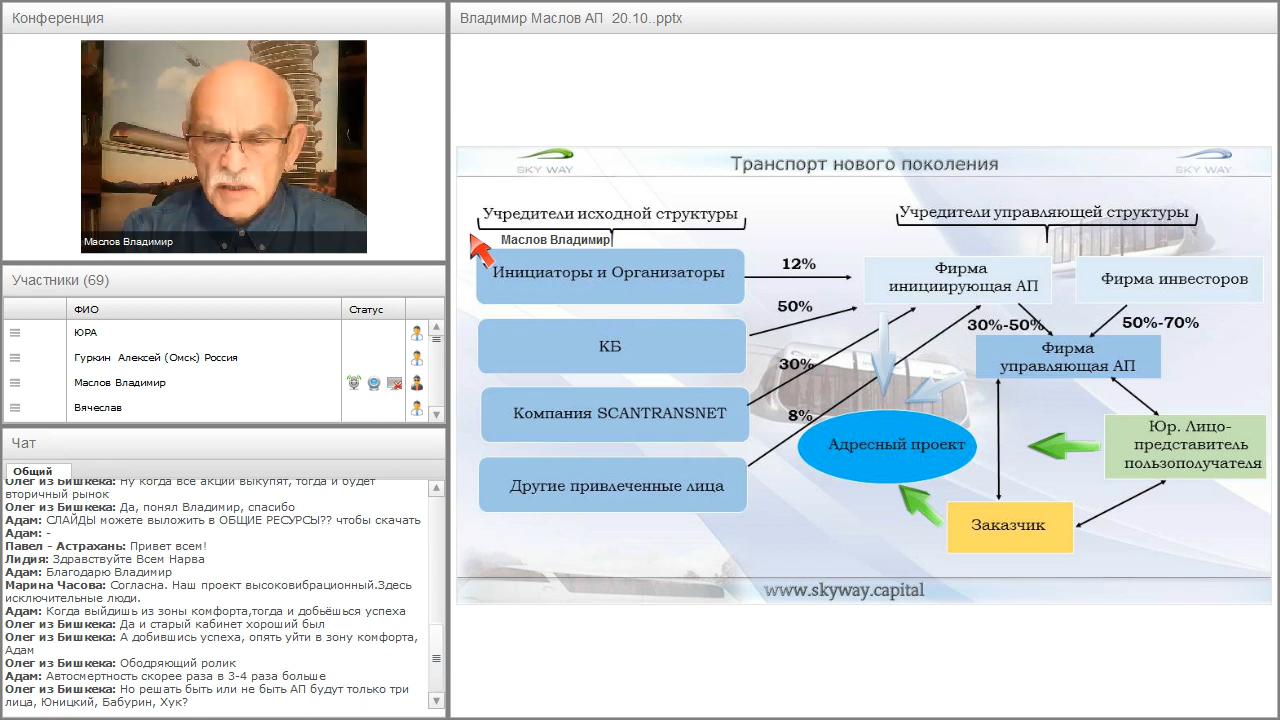 Конференция
Маслов Владимир
Участники (69)
ФИО
Статус
ЮРА
Гуркин Алексей (Омск) Россия
Маслов Владимир
Вячеслав
Чат
Общий
Олег из Бишкека: Ну когда все акции выкупят, тогда и будет
вторичный рынок
Олег из Бишкека: Да, понял Владимир, спасибо
Адам: СЛАЙДЫ можете выложить в ОБЩИЕ РЕСУРСЫ?? чтобы скачать
Адам: -
Павел - Астрахань: Привет всем!
Лидия: Здравствуйте Всем Нарва
Адам: Благодарю Владимир
Марина Часова: Согласна. Наш проект высоковибрационный.Здесь
исключительные люди.
Адам: Когда выйдишь из зоны комфорта,тогда и добьёшься успеха
Олег из Бишкека: Да и старый кабинет хороший был
Олег из Бишкека: А добившись успеха, опять уйти в зону комфорта,
Адам
Олег из Бишкека: Ободряющий ролик
Адам: Автосмертность скорее раза в 3-4 раза больше
Олег из Бишкека: Но решать быть или не быть АП будут только три
лица, Юницкий, Бабурин, Хук?
Владимир Маслов АП 20.10..pptx
SKY WAY
Транспорт нового поколения
SKY WAY
Учредители исходной структуры
Учредители управляющей структуры
Маслов Владимир
Инициаторы и Организаторы
12%
Фирма
инициирующая АП
Фирма инвесторов
50%
30%-50%
50%-70%
КБ
Фирма
управляющая АП
30%
Компания SCANTRANSNET
8%
Адресный проект
Юр. Лицо-
представитель
пользополучателя
Другие привлеченные лица
Заказчик
www.skyway.capital